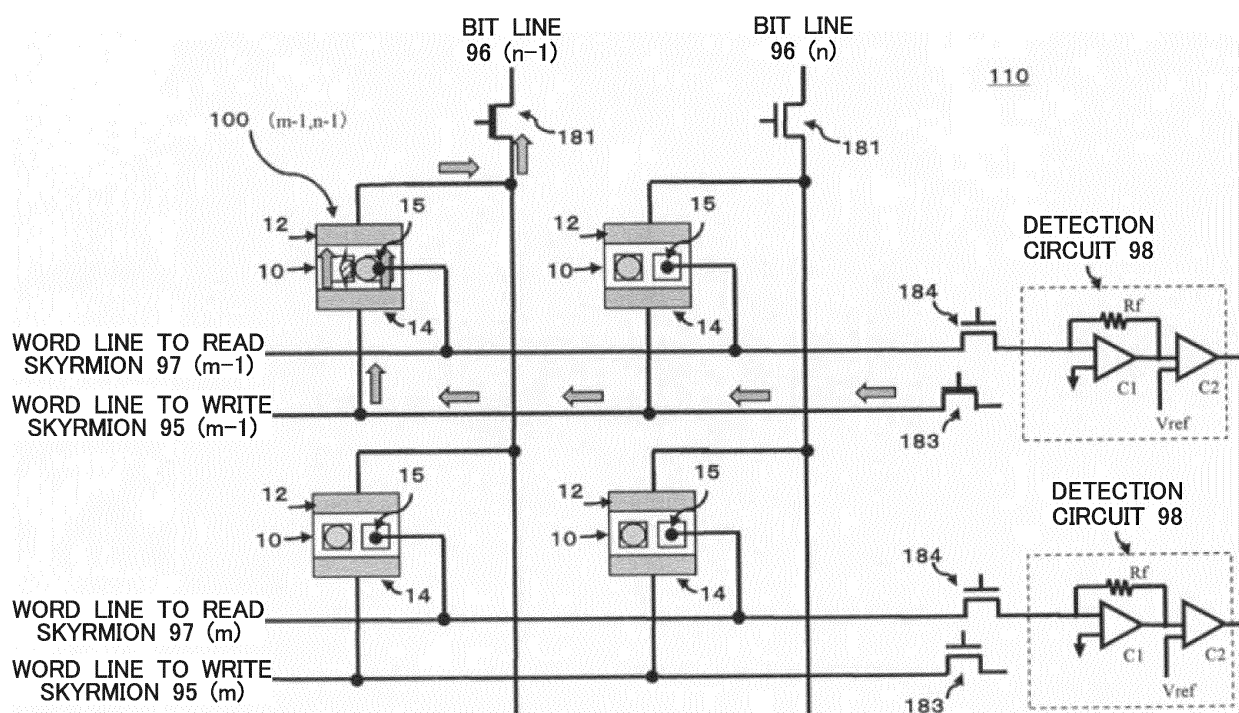 BIT LINE
96 (n-1)
BIT LINE
96 (n)
110
100 (m-1,n-1)
181
181
15
12
10
14
15
12
10
14
DETECTION
CIRCUIT 98
184
Rf
C1
C2
Vref
WORD LINE TO READ
SKYRMION 97 (m-1)
WORD LINE TO WRITE
SKYRMION 95 (m-1)
183
15
12
10
14
15
12
10
14
DETECTION
CIRCUIT 98
184
Rf
C1
C2
Vref
WORD LINE TO READ
SKYRMION 97 (m)
WORD LINE TO WRITE
SKYRMION 95 (m)
183